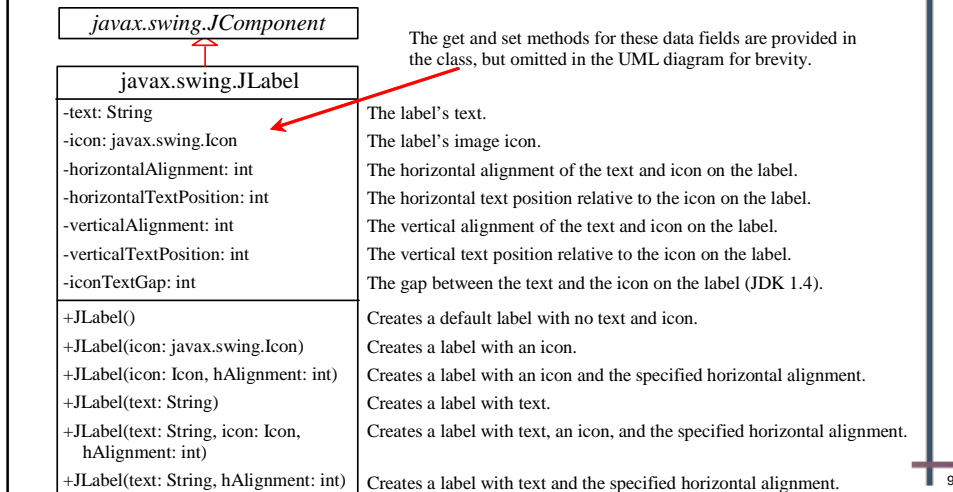 javax.swing.JComponent
The get and set methods for these data fields are provided in
the class, but omitted in the UML diagram for brevity.
javax.swing.JLabel
-text: String The label’s text.
-icon: javax.swing.Icon The label’s image icon.
-horizontalAlignment: int The horizontal alignment of the text and icon on the label.
-horizontalTextPosition: int The horizontal text position relative to the icon on the label.
-verticalAlignment: int The vertical alignment of the text and icon on the label.
-verticalTextPosition: int The vertical text position relative to the icon on the label.
-iconTextGap: int The gap between the text and the icon on the label (JDK 1.4).
+JLabel() Creates a default label with no text and icon.
+JLabel(icon: javax.swing.Icon) Creates a label with an icon.
+JLabel(icon: Icon, hAlignment: int) Creates a label with an icon and the specified horizontal alignment.
+JLabel(text: String) Creates a label with text.
+JLabel(text: String, icon: Icon, Creates a label with text, an icon, and the specified horizontal alignment.
hAlignment: int)
+JLabel(text: String, hAlignment: int) Creates a label with text and the specified horizontal alignment.
9